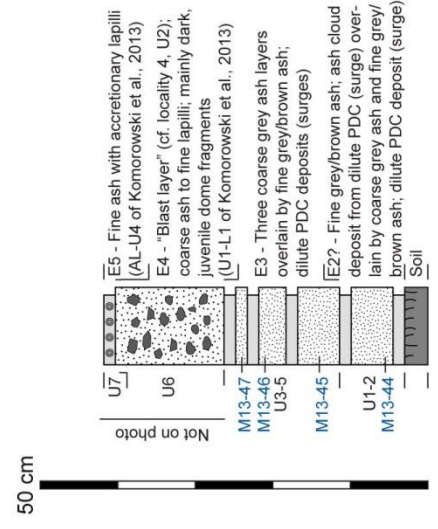 50 cm
Not on photo
U7
U6
M13-47
M13-46
U3-5
M13-45
U1-2
M13-44
E5 - Fine ash with accretionary lapilli
(AL-U4 of Komorowski et al., 2013)
E4 - “Blast layer” (cf. locality 4, U2);
coarse ash to fine lapilli; mainly dark,
juvenile dome fragments
(U1-L1 of Komorowski et al., 2013)
E3 - Three coarse grey ash layers
overlain by fine grey/brown ash;
dilute PDC deposits (surges)
E2? - Fine grey/brown ash; ash cloud
deposit from dilute PDC (surge) over-
lain by coarse grey ash and fine grey/
brown ash; dilute PDC deposit (surge)
Soil